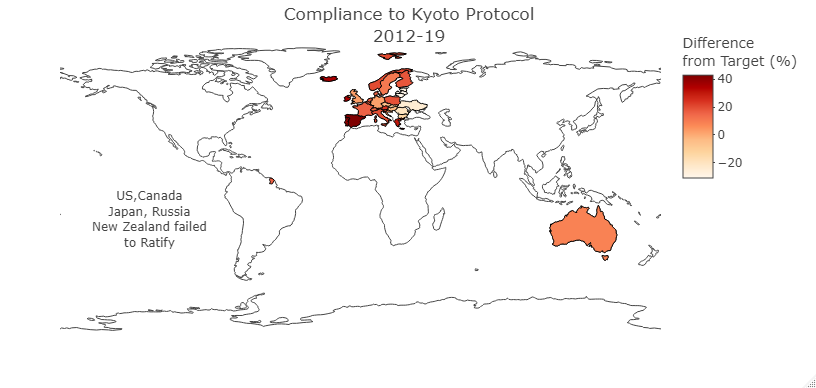 Compliance to Kyoto Protocol
2012-19
Difference
from Target (%)
40
20
0
−20
US,Canada
Japan, Russia
New Zealand failed
to Ratify